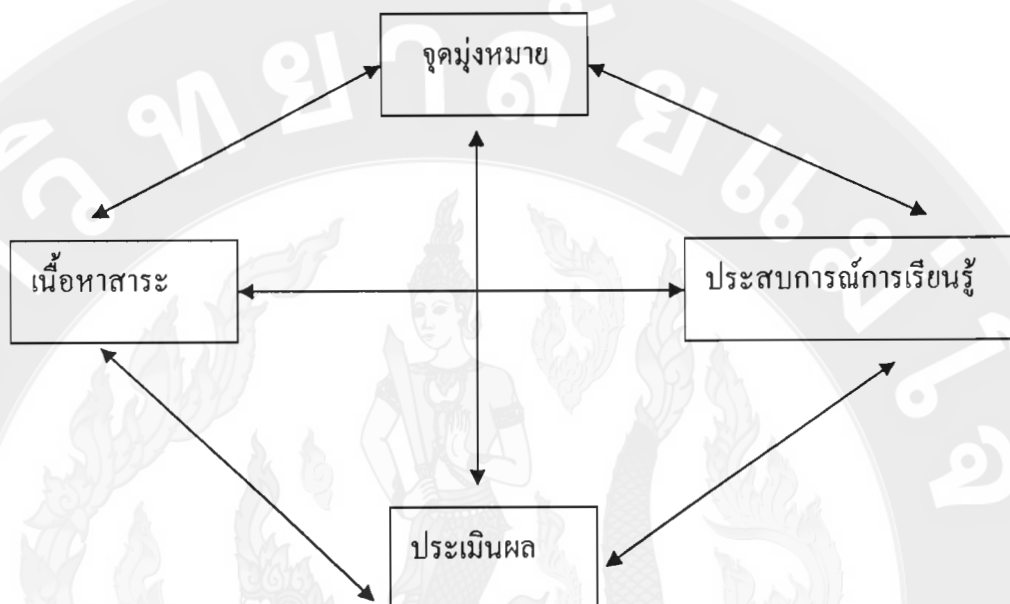 จุดมุ่งหมาย
เนื้อหาสาระ
ประสบการณ์การเรียนรู้
ประเมินผล